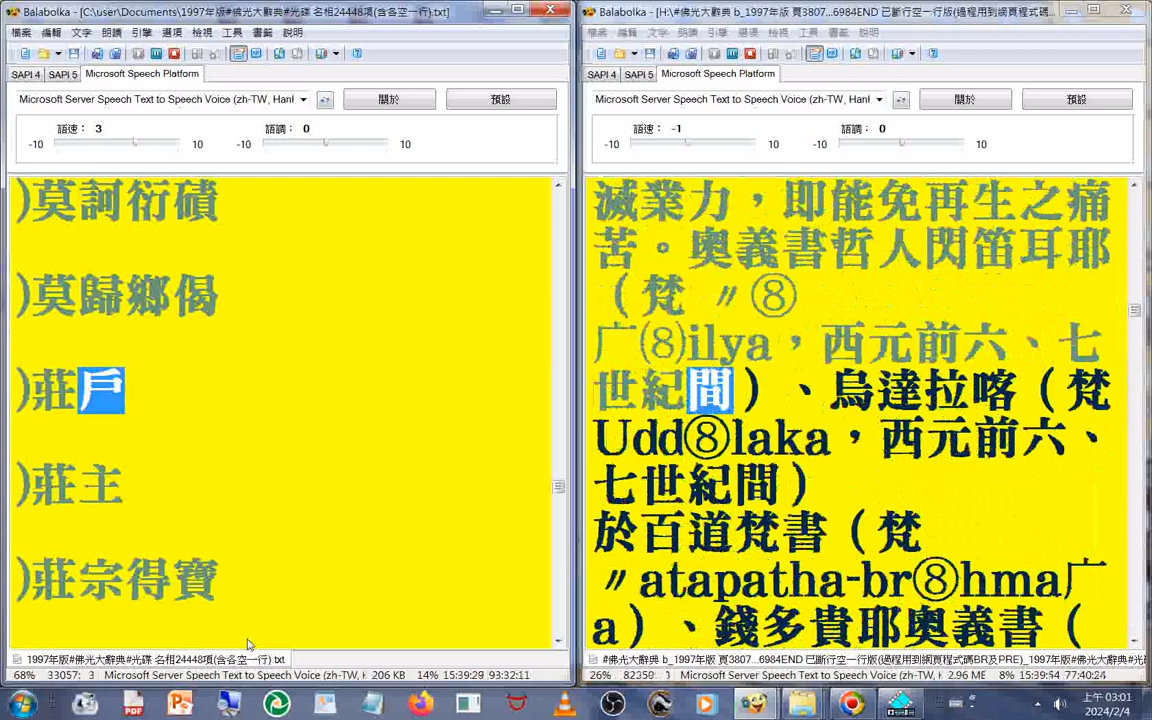 Balabolka - [C:\user\Documents\1997年版#佛光大辭典#光碟 名相24448項(含各空一行).txt]
檔案 編輯 文字 朗讀 引擎 選項 檢視 工具 書籤 說明
SAPI 4 SAPI 5 Microsoft Speech Platform
Microsoft Server Speech Text to Speech Voice (zh-TW, Hanl 關於 預設
語速： 3 語調： 0
-10 10 -10 10
)莫訶衍磧
)莫歸鄉偈
)莊戶
)莊主
)莊宗得寶
1997年版#佛光大辭典#光碟 名相24448項(含各空一行).txt
68% 33057: 3 Microsoft Server Speech Text to Speech Voice (zh-TW, H 206 KB 14% 15:39:29 93:32:11
Balabolka - [H:\#佛光大辭典 b_1997年版 頁3807...6984END 已斷行空一行版(過程用到網頁程式碼
檔案 編輯 文字 朗讀 引擎 選項 檢視 工具 書籤 說明
SAPI 4 SAPI 5 Microsoft Speech Platform
Microsoft Server Speech Text to Speech Voice (zh-TW, Hanl 關於 預設
語速： -1 語調： 0
-10 10 -10 10
滅業力，即能免再生之痛
苦。奧義書哲人閃笛耳耶
（梵 〃⑧
广⑻ilya，西元前六、七
世紀間）、烏達拉喀（梵
Udd⑧laka，西元前六、
七世紀間）
於百道梵書（梵
〃atapatha-br⑧hma广
a）、錢多貴耶奧義書（
#佛光大辭典 b_1997年版 頁3807...6984END 已斷行空一行版(過程用到網頁程式碼BR及PRE)_1997年版#光
26% 82359: Microsoft Server Speech Text to Speech Voice (zh-TW, H 2.96 ME 8% 15:39:54 77:40:24
上午 03:01
2024/2/4